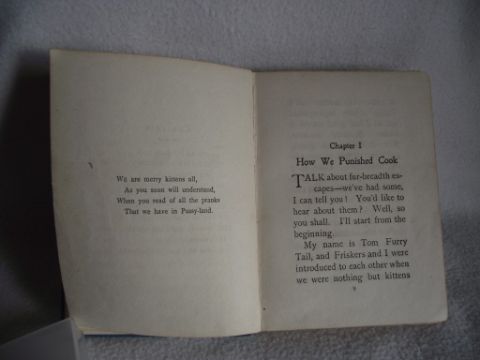 We are merry kittens all,
As you soon will understand,
When you read of all the pranks
That we have in Pussy-land.
Chapter I
How We Punished Cook
TALK about fur-breadth es-
capes—we've had some,
I can tell you! You'd like to
hear about them? Well, so
you shall. I'll start from the
beginning.
My name is Tom Furry
Tail, and Friskers and I were
introduced to each other when
we were nothing but kittens
9